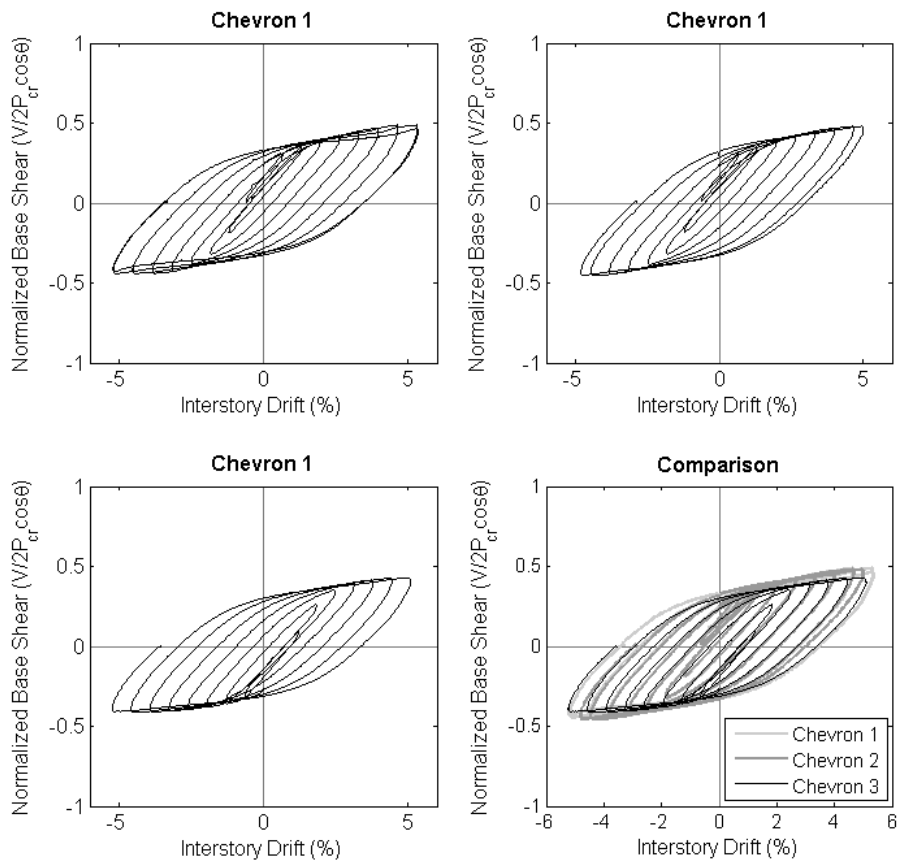 Chevron 1
Normalized Base Shear (V/2P_cr cosθ)
1
0.5
0
-0.5
-1
-5
0
5
Interstory Drift (%)
Chevron 1
Normalized Base Shear (V/2P_cr cosθ)
1
0.5
0
-0.5
-1
-5
0
5
Interstory Drift (%)
Chevron 1
Normalized Base Shear (V/2P_cr cosθ)
1
0.5
0
-0.5
-1
-5
0
5
Interstory Drift (%)
Comparison
Normalized Base Shear (V/2P_cr cosθ)
1
0.5
0
-0.5
-1
Chevron 1
Chevron 2
Chevron 3
-6
-4
-2
0
2
4
6
Interstory Drift (%)